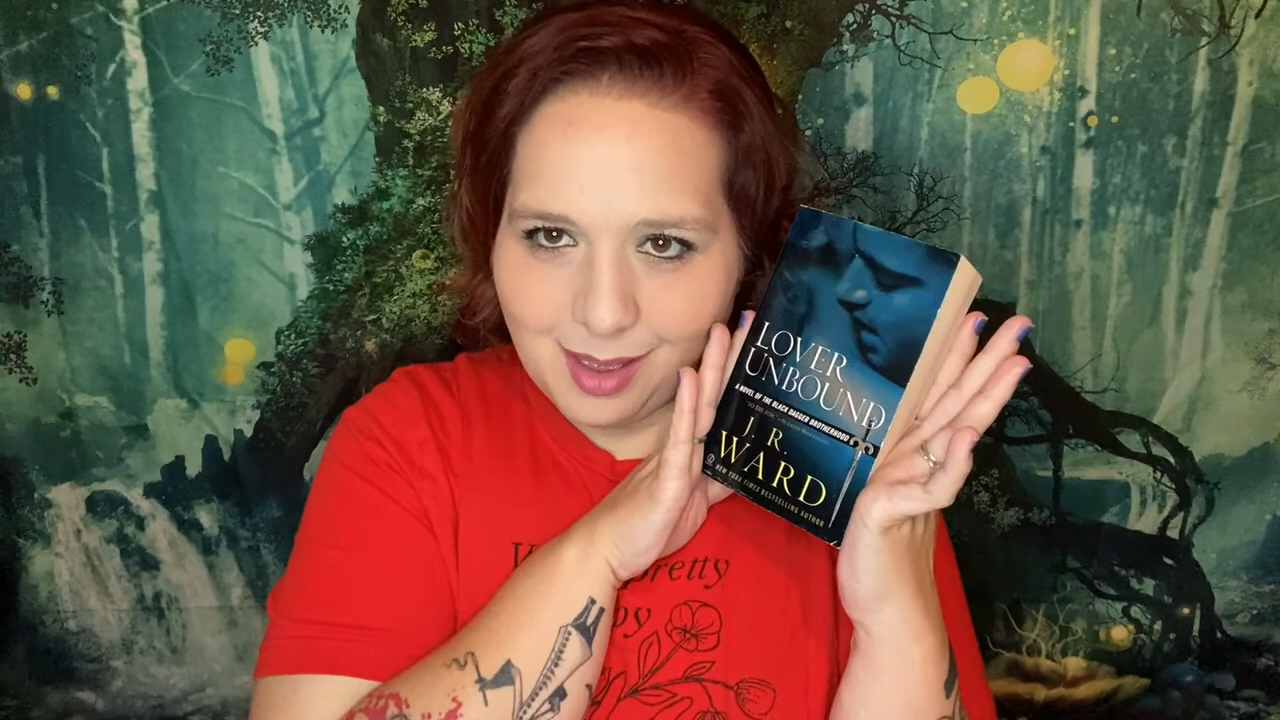 LOVER
UNBOUND
A NOVEL OF THE BLACK DAGGER BROTHERHOOD
J. R.
WARD
NEW YORK TIMES BESTSELLING AUTHOR
Pretty